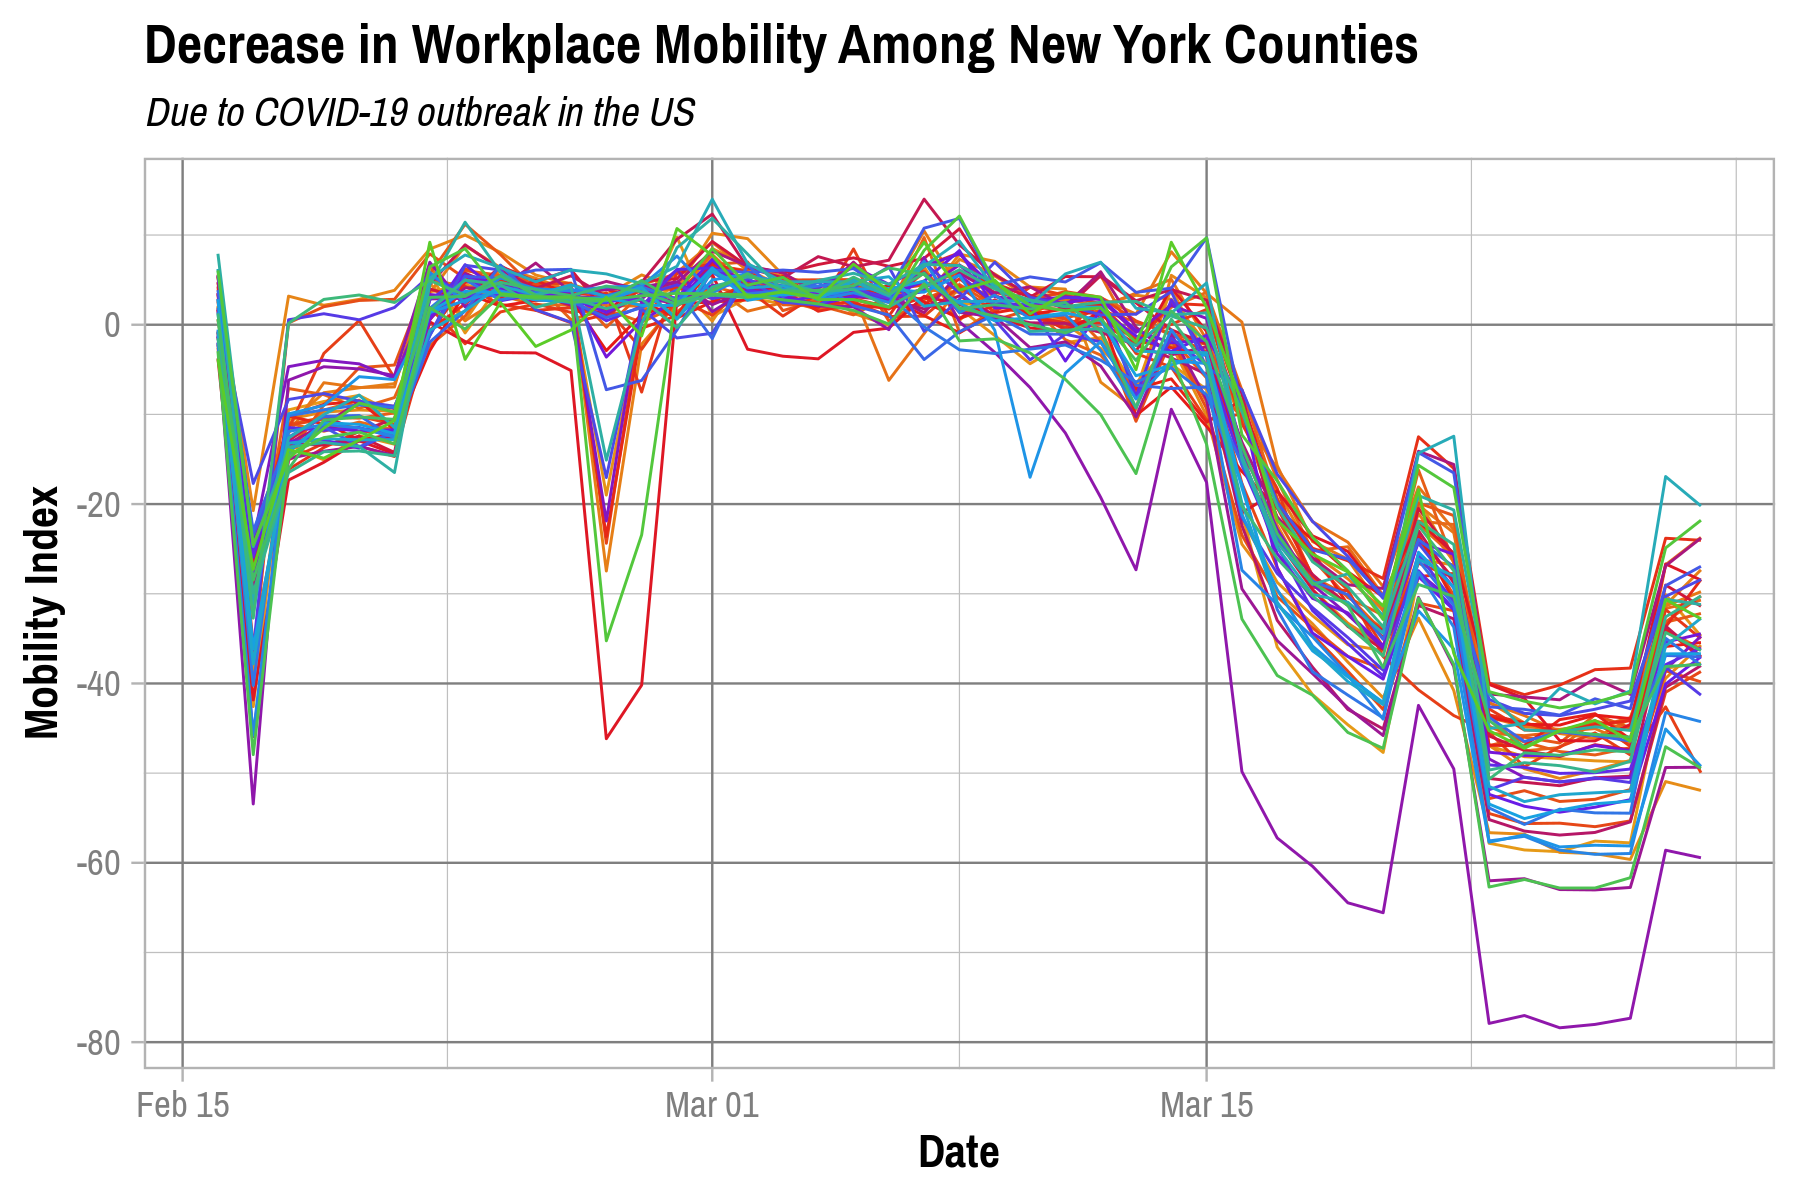 Decrease in Workplace Mobility Among New York Counties
Due to COVID-19 outbreak in the US
Mobility Index
0
-20
-40
-60
-80
Feb 15
Mar 01
Mar 15
Date